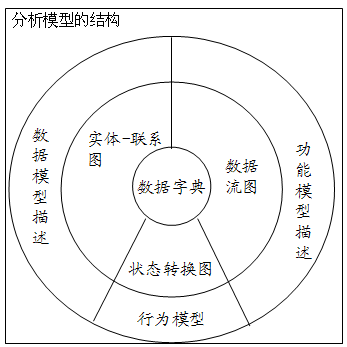 分析模型的结构
实体-联系
图
数据
流图
数据字典
状态转换图
行为模型
数据模型描述
功能模型描述